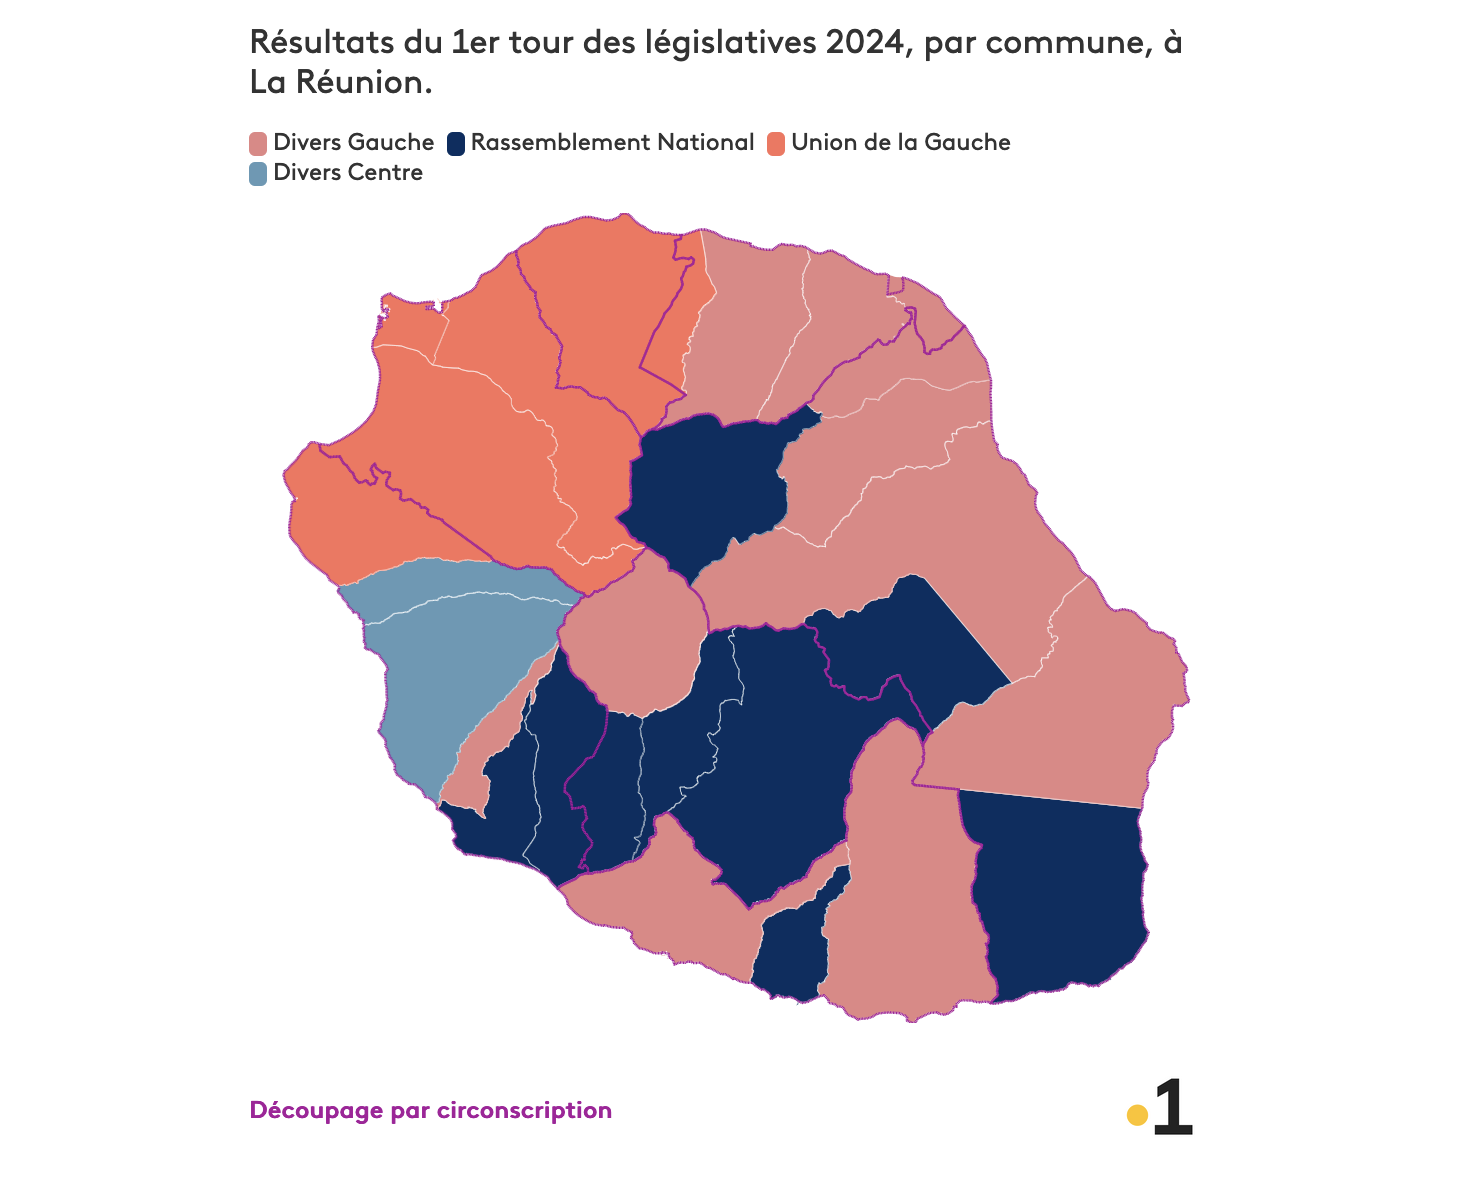 Résultats du 1er tour des législatives 2024, par commune, à
La Réunion.
Divers Gauche Rassemblement National Union de la Gauche
Divers Centre
Découpage par circonscription
1